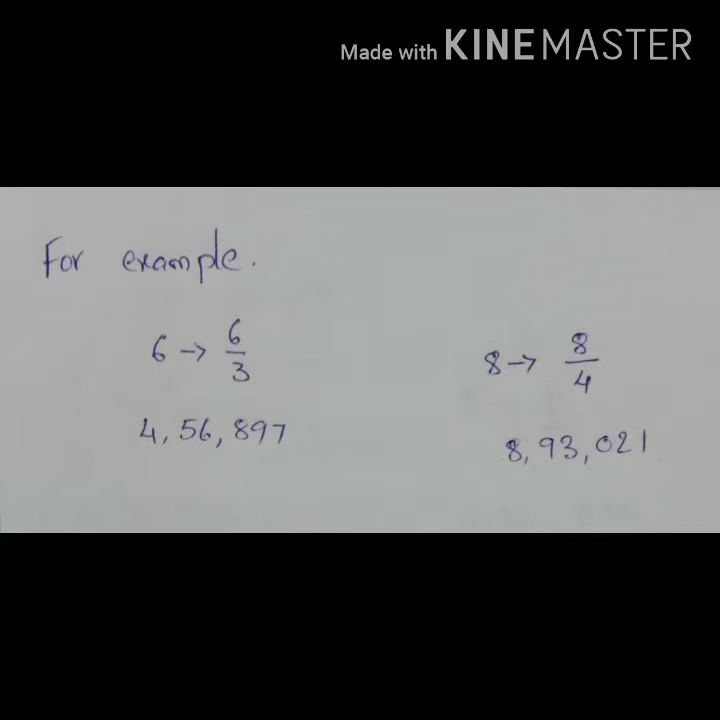 Made with KINEMASTER
For example.
6 → 6/3
8 → 8/4
4, 56, 897
8, 93, 021